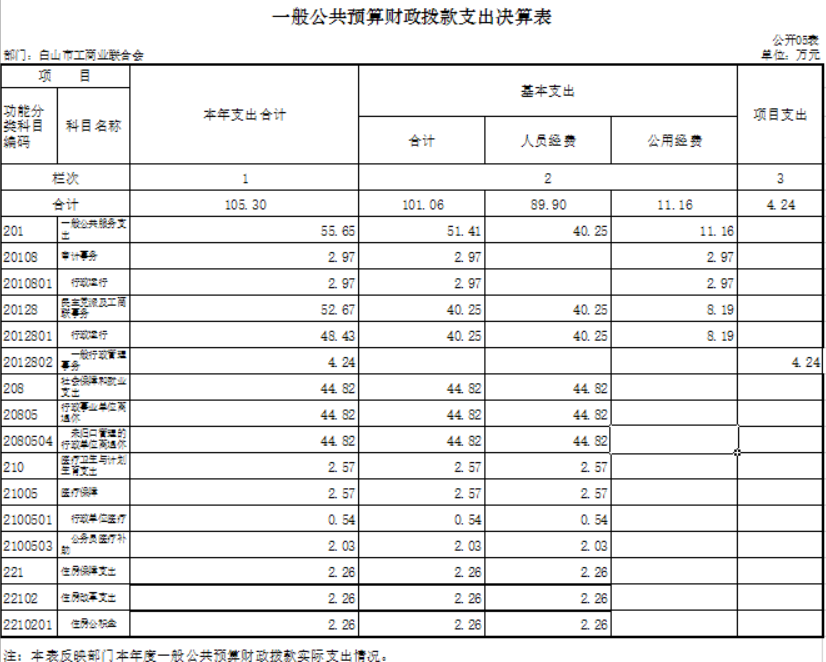 一般公共预算财政拨款支出决算表
公开05表
部门：白山市工商业联合会 单位：万元
项 目 本年支出合计 基本支出 项目支出
功能分类科目编码 科目名称 合计 人员经费 公用经费
栏次 1 2 3
合计 105.30 101.06 89.90 11.16 4.24
201 一般公共服务支出 55.65 51.41 40.25 11.16
20108 审计事务 2.97 2.97 2.97
2010801 行政运行 2.97 2.97 2.97
20128 民主党派及工商联事务 52.67 40.25 40.25 8.19
2012801 行政运行 48.43 40.25 40.25 8.19
2012802 一般行政管理事务 4.24 4.24
208 社会保障和就业支出 44.82 44.82 44.82
20805 行政事业单位离退休 44.82 44.82 44.82
2080504 未归口管理的行政单位离退休 44.82 44.82 44.82
210 医疗卫生与计划生育支出 2.57 2.57 2.57
21005 医疗保障 2.57 2.57 2.57
2100501 行政单位医疗 0.54 0.54 0.54
2100503 公务员医疗补助 2.03 2.03 2.03
221 住房保障支出 2.26 2.26 2.26
22102 住房改革支出 2.26 2.26 2.26
2210201 住房公积金 2.26 2.26 2.26
注：本表反映部门本年度一般公共预算财政拨款实际支出情况。